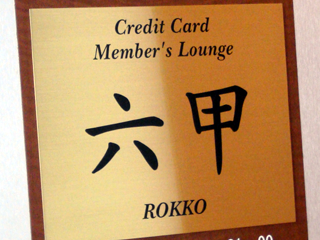 Credit Card
Member's Lounge
六甲
ROKKO